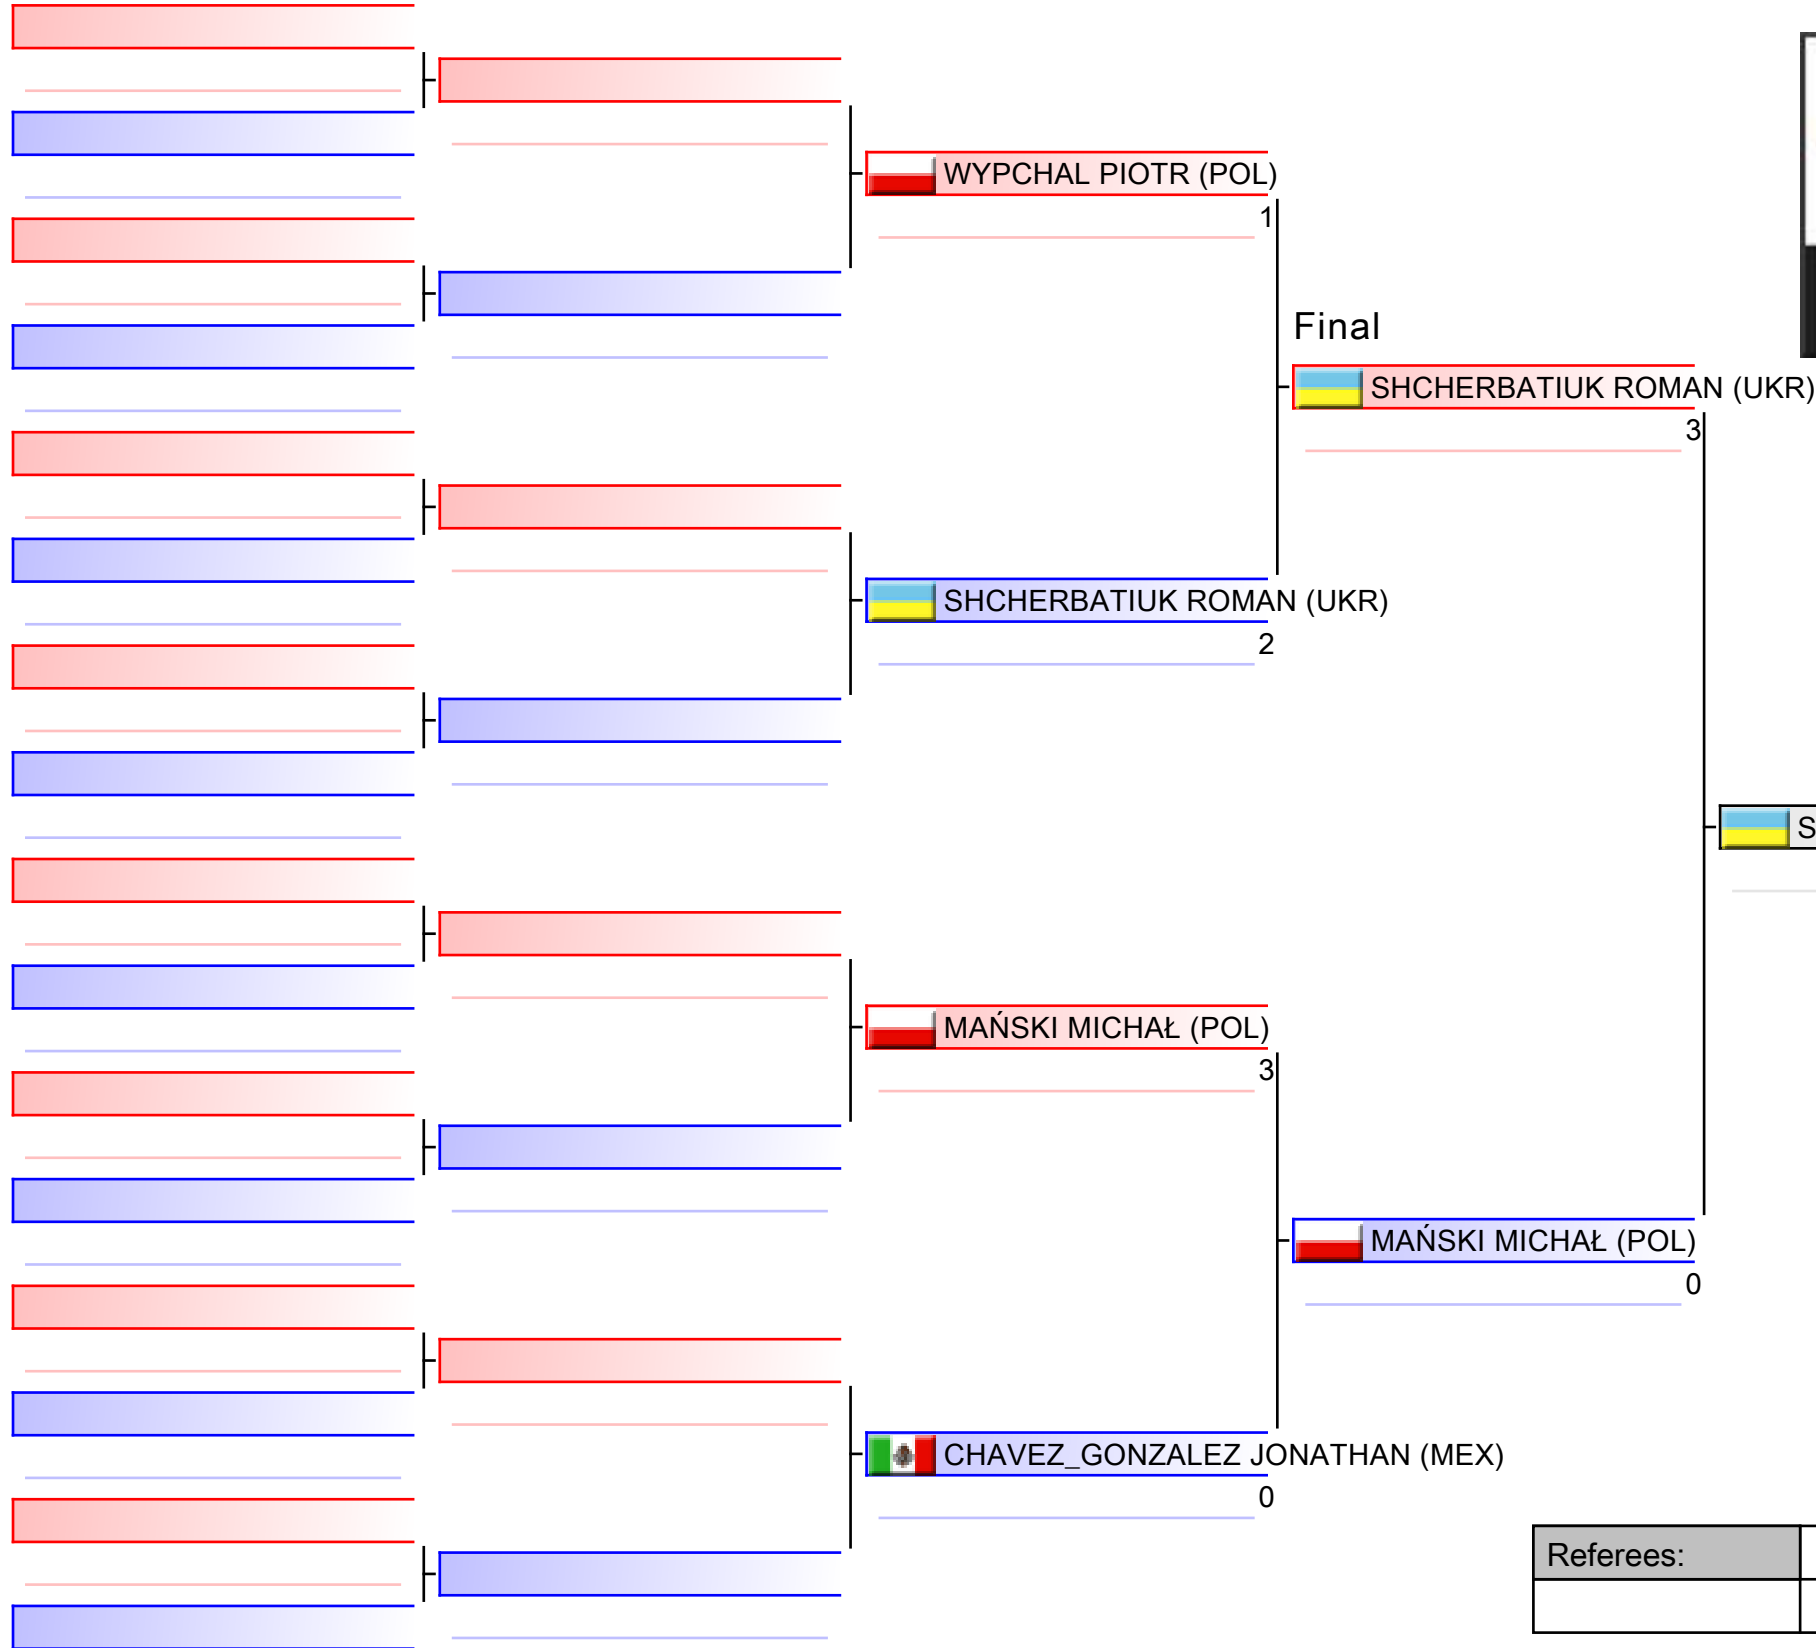 WYPCHAL PIOTR (POL)
1
Final
SHCHERBATIUK ROMAN (UKR)
3
SHCHERBATIUK ROMAN (UKR)
2
S
MAŃSKI MICHAŁ (POL)
3
MAŃSKI MICHAŁ (POL)
0
CHAVEZ_GONZALEZ JONATHAN (MEX)
0
Referees: